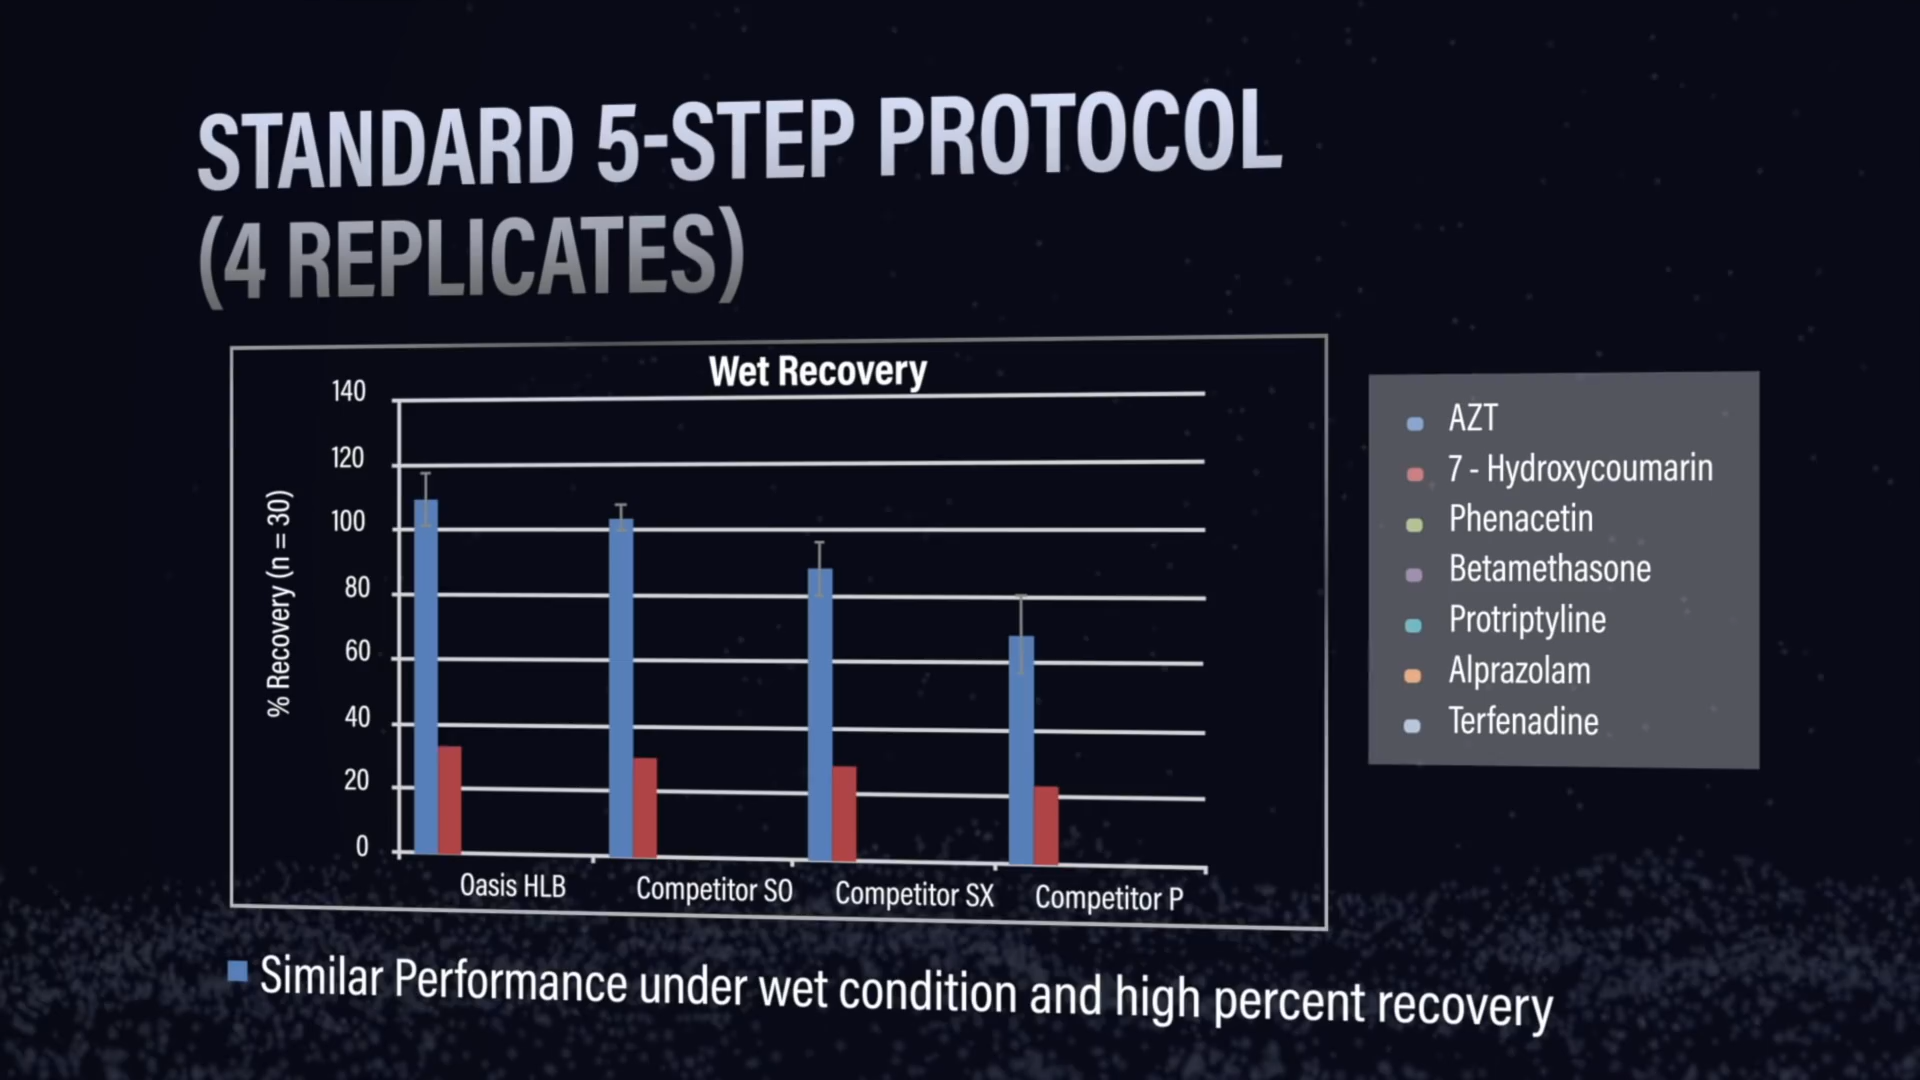 STANDARD 5-STEP PROTOCOL
(4 REPLICATES)
Wet Recovery
% Recovery (n = 30)
140
120
100
80
60
40
20
0
Oasis HLB
Competitor SO
Competitor SX
Competitor P
AZT
7 - Hydroxycoumarin
Phenacetin
Betamethasone
Protriptyline
Alprazolam
Terfenadine
Similar Performance under wet condition and high percent recovery